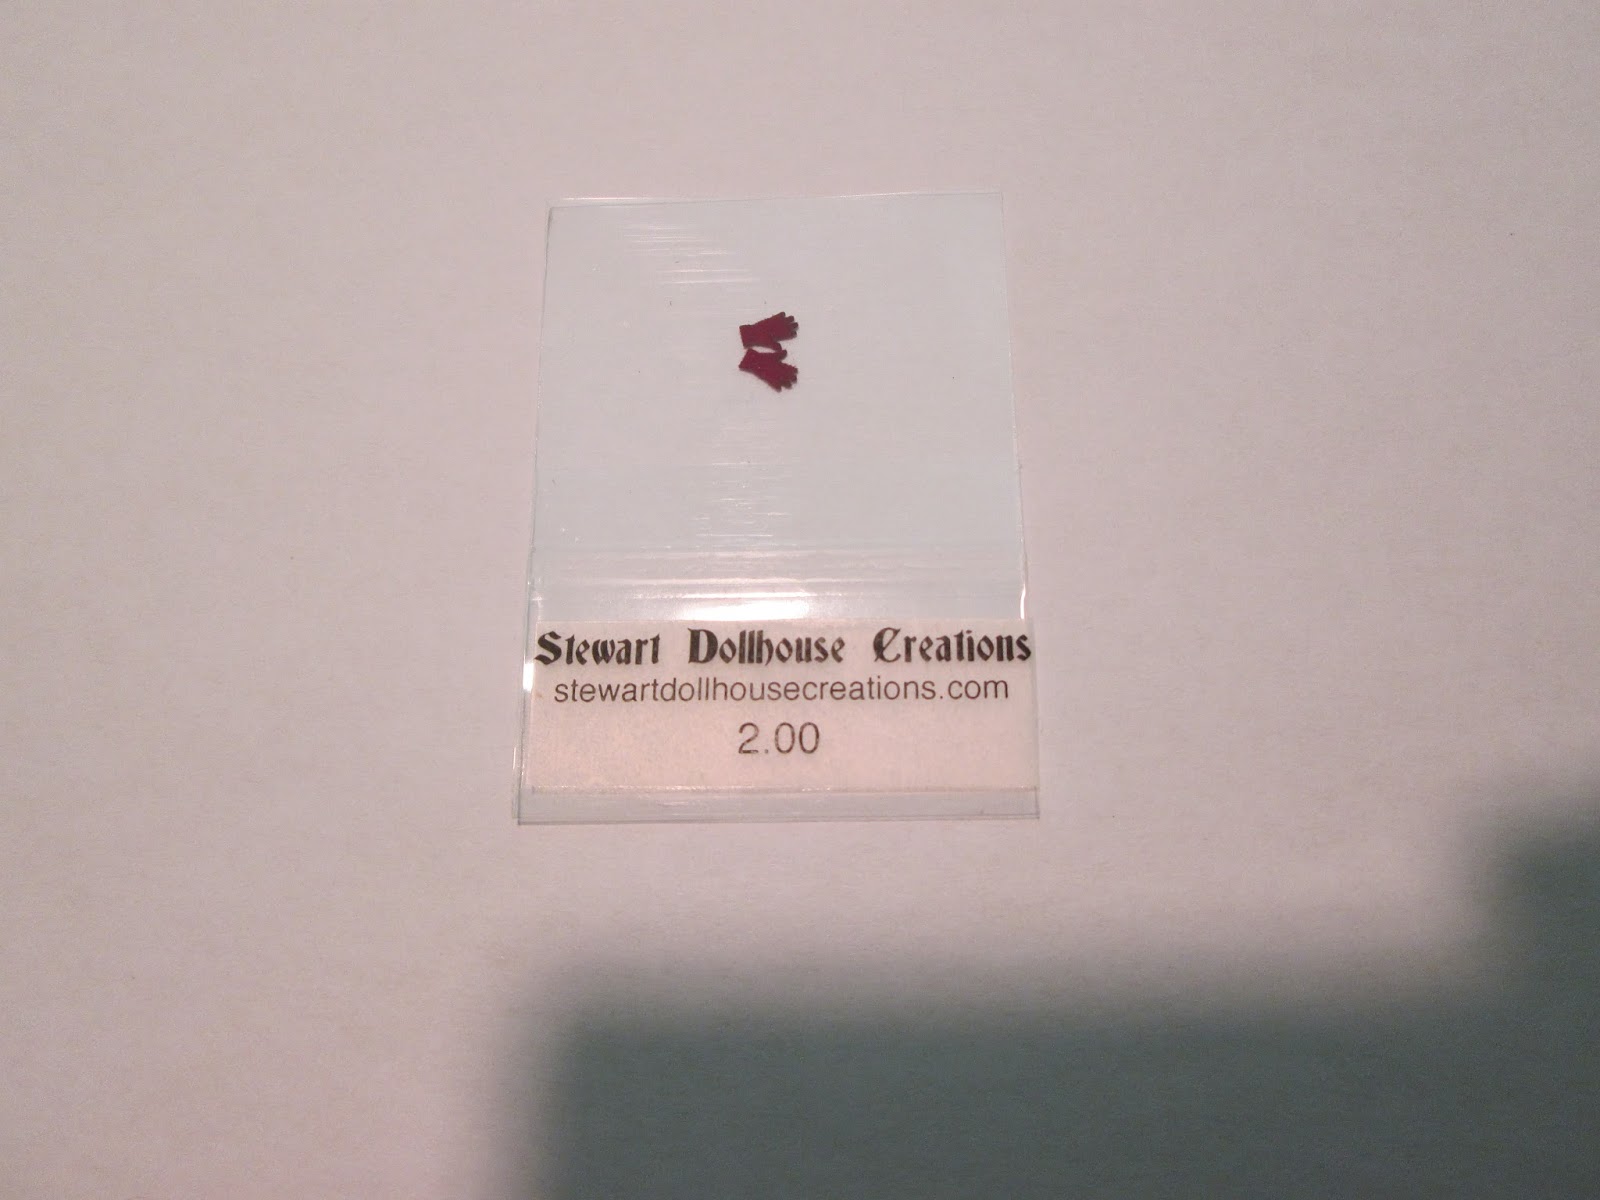 Stewart Dollhouse Creations
stewartdollhousecreations.com
2.00